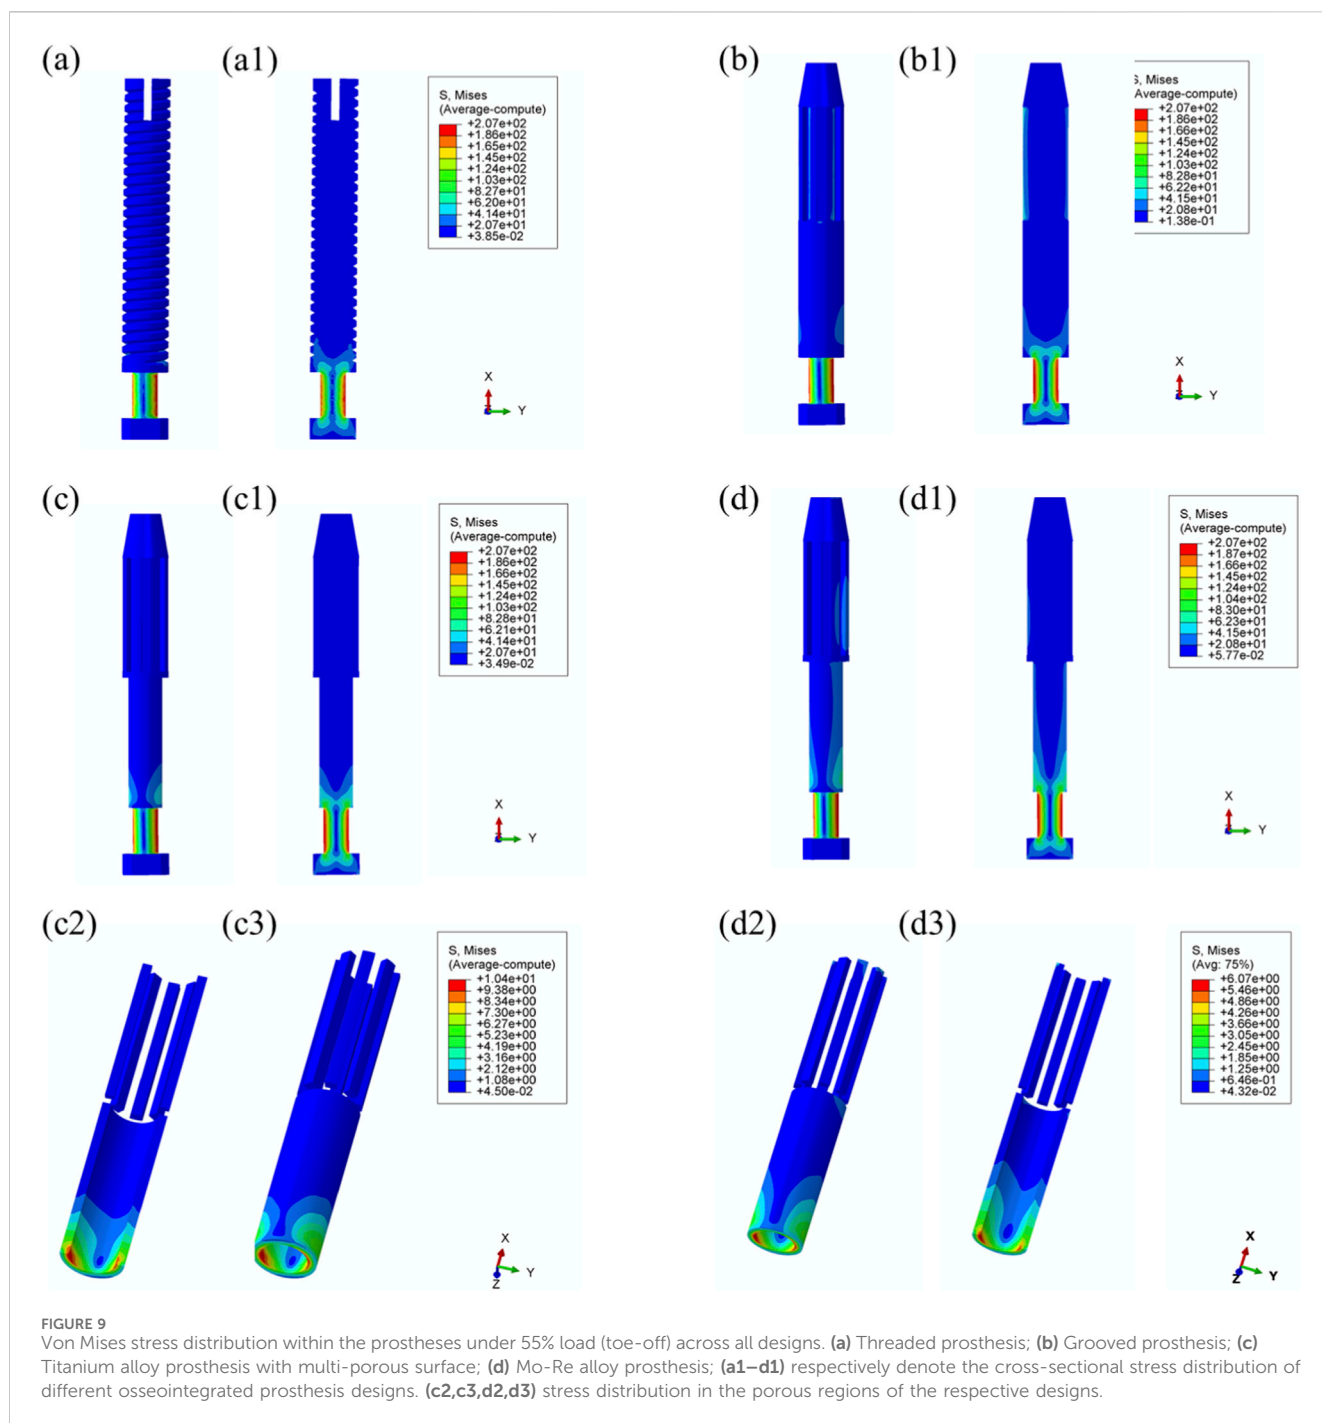 (a)
(a1)
S, Mises
(Average-compute)
+2.07e+02
+1.86e+02
+1.65e+02
+1.45e+02
+1.24e+02
+1.03e+02
+8.27e+01
+6.20e+01
+4.14e+01
+2.07e+01
+3.85e-02
X
Z
Y
(b)
(b1)
S, Mises
Average-compute)
+2.07e+02
+1.86e+02
+1.66e+02
+1.45e+02
+1.24e+02
+1.03e+02
+8.28e+01
+6.22e+01
+4.15e+01
+2.08e+01
+1.38e-01
X
Z
Y
(c)
(c1)
S, Mises
(Average-compute)
+2.07e+02
+1.86e+02
+1.66e+02
+1.45e+02
+1.24e+02
+1.03e+02
+8.28e+01
+6.21e+01
+4.14e+01
+2.07e+01
+3.49e-02
X
Z
Y
(d)
(d1)
S, Mises
(Average-compute)
+2.07e+02
+1.87e+02
+1.66e+02
+1.45e+02
+1.24e+02
+1.04e+02
+8.30e+01
+6.23e+01
+4.15e+01
+2.08e+01
+5.77e-02
X
Z
Y
(c2)
(c3)
S, Mises
(Average-compute)
+1.04e+01
+9.38e+00
+8.34e+00
+7.30e+00
+6.27e+00
+5.23e+00
+4.19e+00
+3.16e+00
+2.12e+00
+1.08e+00
+4.50e-02
X
Y
Z
(d2)
(d3)
S, Mises
(Avg: 75%)
+6.07e+00
+5.46e+00
+4.86e+00
+4.26e+00
+3.66e+00
+3.05e+00
+2.45e+00
+1.85e+00
+1.25e+00
+6.46e-01
+4.32e-02
X
Z Y
FIGURE 9
Von Mises stress distribution within the prostheses under 55% load (toe-off) across all designs. (a) Threaded prosthesis; (b) Grooved prosthesis; (c)
Titanium alloy prosthesis with multi-porous surface; (d) Mo-Re alloy prosthesis; (a1–d1) respectively denote the cross-sectional stress distribution of
different osseointegrated prosthesis designs. (c2,c3,d2,d3) stress distribution in the porous regions of the respective designs.